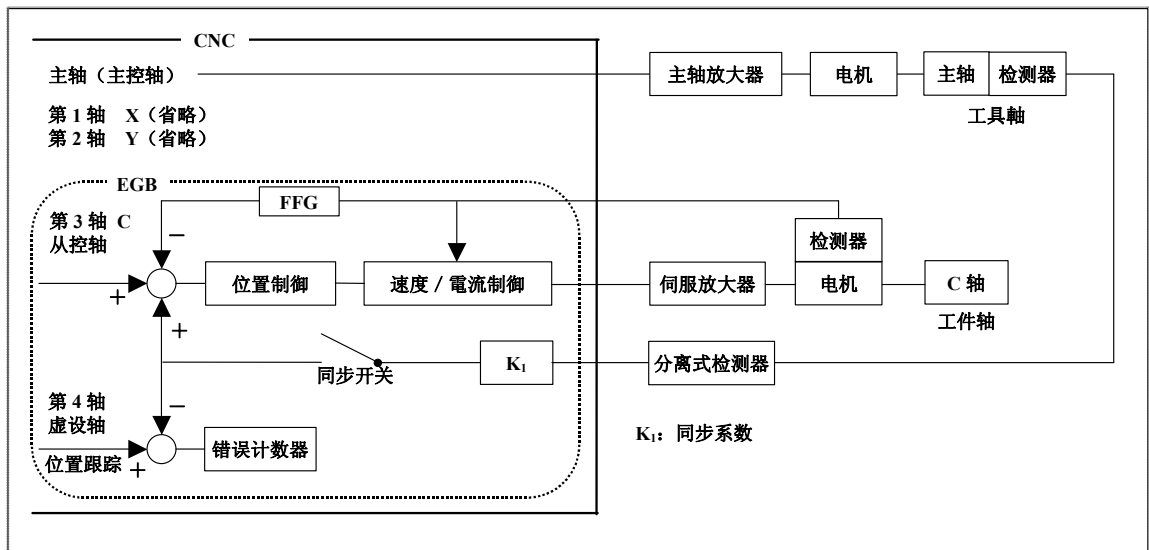 CNC
主轴（主控轴）
主轴放大器
电机
主轴
检测器
工具軸
第 1 轴 X（省略）
第 2 轴 Y（省略）
EGB
FFG
第 3 轴 C
从控轴
−
+
+
位置制御
速度／電流制御
伺服放大器
检测器
电机
C 轴
工件轴
同步开关
K₁
分离式检测器
第 4 轴
虚设轴
−
+
位置跟踪
错误计数器
K₁：同步系数